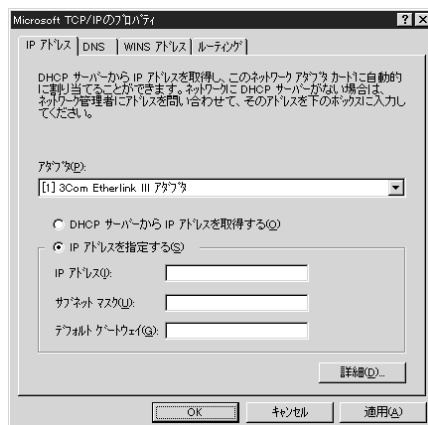 Microsoft TCP/IPのﾌﾟﾛﾊﾟﾃｨ
IP ｱﾄﾞﾚｽ DNS WINS ｱﾄﾞﾚｽ ﾙｰﾃｨﾝｸﾞ
DHCP ｻｰﾊﾞｰから IP ｱﾄﾞﾚｽを取得し、このﾈｯﾄﾜｰｸ ｱﾀﾞﾌﾟﾀ ｶｰﾄﾞに自動的
に割り当てることができます。ﾈｯﾄﾜｰｸに DHCP ｻｰﾊﾞｰがない場合は、
ﾈｯﾄﾜｰｸ管理者にｱﾄﾞﾚｽを問い合わせて、そのｱﾄﾞﾚｽを下のﾎﾞｯｸｽに入力し
てください。
ｱﾀﾞﾌﾟﾀ(P):
[1] 3Com Etherlink III ｱﾀﾞﾌﾟﾀ
DHCP ｻｰﾊﾞｰから IP ｱﾄﾞﾚｽを取得する(O)
IP ｱﾄﾞﾚｽを指定する(S)
IP ｱﾄﾞﾚｽ(I):
ｻﾌﾞﾈｯﾄ ﾏｽｸ(U):
ﾃﾞﾌｫﾙﾄ ｹﾞｰﾄｳｪｲ(G):
詳細(D)...
OK ｷｬﾝｾﾙ 適用(A)